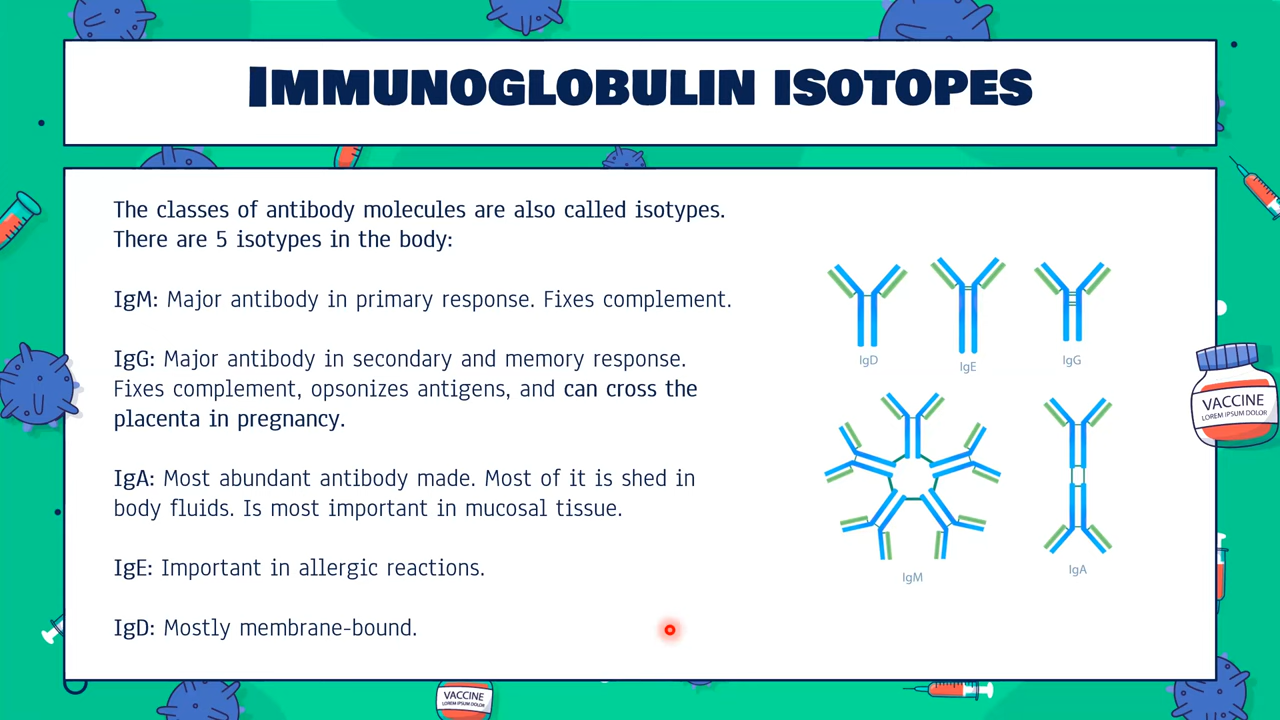 IMMUNOGLOBULIN ISOTOPES
The classes of antibody molecules are also called isotypes.
There are 5 isotypes in the body:
IgM: Major antibody in primary response. Fixes complement.
IgG: Major antibody in secondary and memory response.
Fixes complement, opsonizes antigens, and can cross the
placenta in pregnancy.
IgA: Most abundant antibody made. Most of it is shed in
body fluids. Is most important in mucosal tissue.
IgE: Important in allergic reactions.
IgD: Mostly membrane-bound.
IgD
IgE
IgG
IgM
IgA
VACCINE
LOREM IPSUM DOLOR
VACCINE
LOREM IPSUM DOLOR